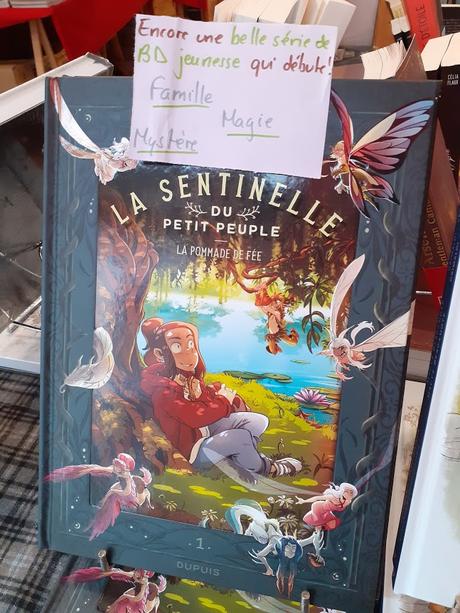 Encore une belle série de
BD jeunesse qui débute!
Famille
Magie
Mystère
LA SENTINELLE
DU
PETIT PEUPLE
LA POMMADE DE FÉE
1.
DUPUIS